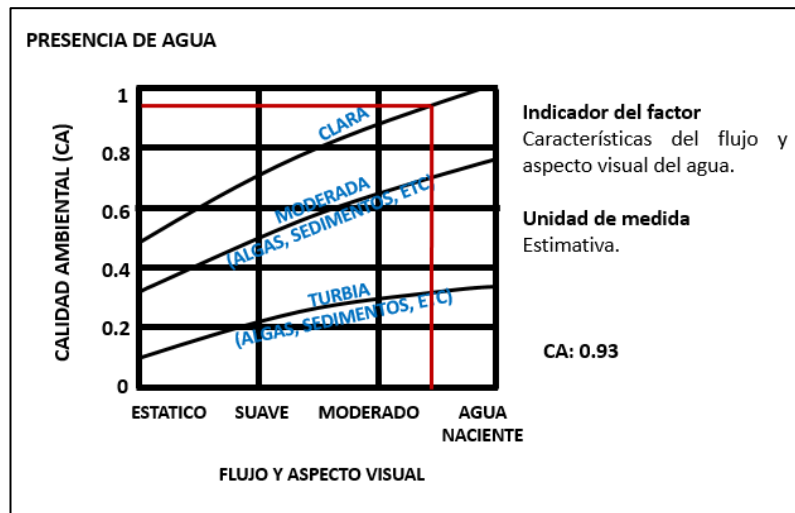 PRESENCIA DE AGUA
CALIDAD AMBIENTAL (CA)
1
0.8
0.6
0.4
0.2
0
CLARA
MODERADA
(ALGAS, SEDIMENTOS, ETC)
TURBIA
(ALGAS, SEDIMENTOS, ETC)
ESTATICO
SUAVE
MODERADO
AGUA
NACIENTE
FLUJO Y ASPECTO VISUAL
Indicador del factor
Características del flujo y
aspecto visual del agua.
Unidad de medida
Estimativa.
CA: 0.93